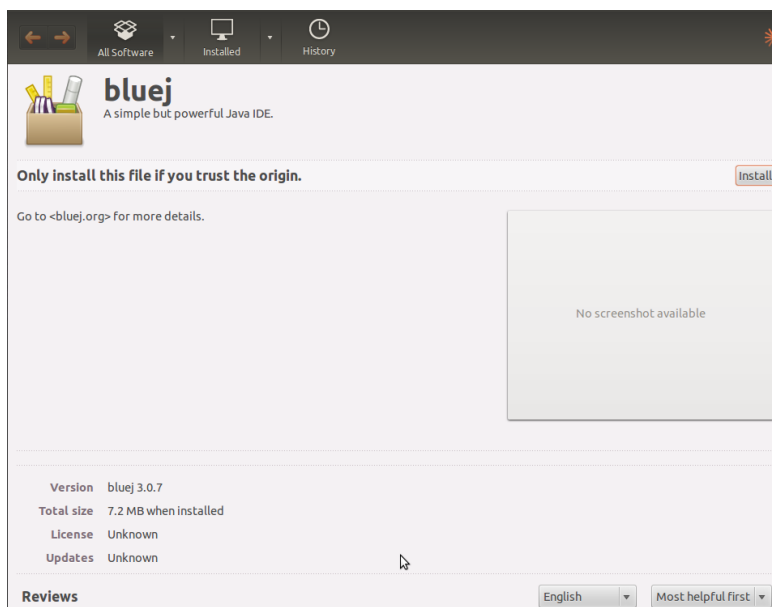 All Software
Installed
History
bluej
A simple but powerful Java IDE.
Only install this file if you trust the origin.
Install
Go to <bluej.org> for more details.
No screenshot available
Version bluej 3.0.7
Total size 7.2 MB when installed
License Unknown
Updates Unknown
Reviews
English
Most helpful first